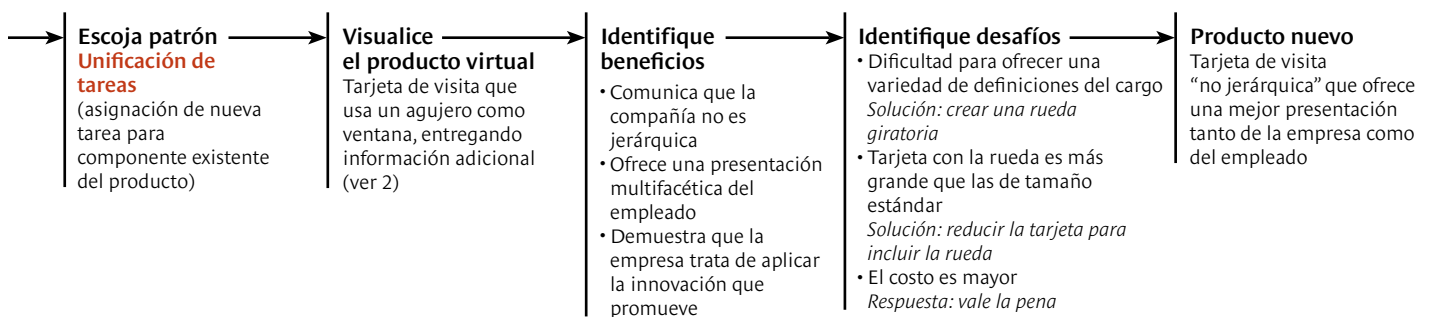 Escoja patrón
Unificación de
tareas
(asignación de nueva
tarea para
componente existente
del producto)
Visualice
el producto virtual
Tarjeta de visita que
usa un agujero como
ventana, entregando
información adicional
(ver 2)
Identifique
beneficios
• Comunica que la
compañía no es
jerárquica
• Ofrece una presentación
multifacética del
empleado
• Demuestra que la
empresa trata de aplicar
la innovación que
promueve
Identifique desafíos
• Dificultad para ofrecer una
variedad de definiciones del cargo
Solución: crear una rueda
giratoria
• Tarjeta con la rueda es más
grande que las de tamaño
estándar
Solución: reducir la tarjeta para
incluir la rueda
• El costo es mayor
Respuesta: vale la pena
Producto nuevo
Tarjeta de visita
“no jerárquica” que ofrece
una mejor presentación
tanto de la empresa como
del empleado